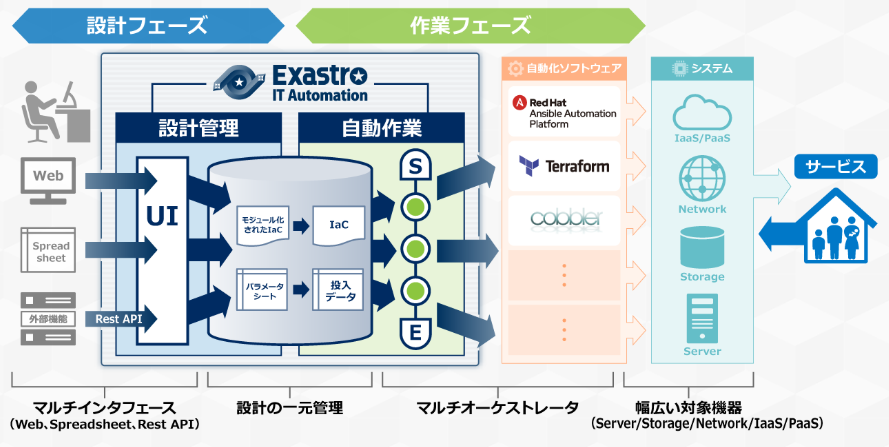 設計フェーズ
作業フェーズ
Exastro
IT Automation
自動化ソフトウェア
システム
設計管理
自動作業
Web
Spread
sheet
外部機能
Rest API
UI
モジュール化
されたIaC
IaC
パラメータ
シート
投入
データ
S
E
Red Hat
Ansible Automation
Platform
Terraform
cobbler
IaaS/PaaS
Network
Storage
Server
サービス
マルチインタフェース
(Web、Spreadsheet、Rest API)
設計の一元管理
マルチオーケストレータ
幅広い対象機器
(Server/Storage/Network/IaaS/PaaS)